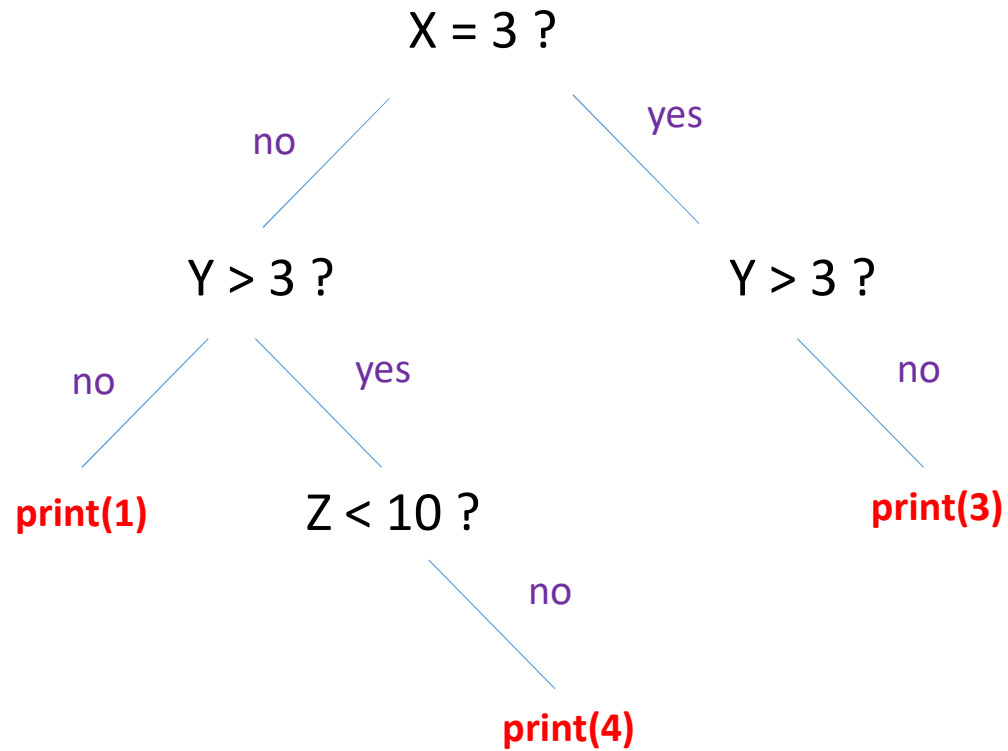 X = 3 ?
no
yes
Y > 3 ?
Y > 3 ?
no
yes
no
print(1)
Z < 10 ?
print(3)
no
print(4)